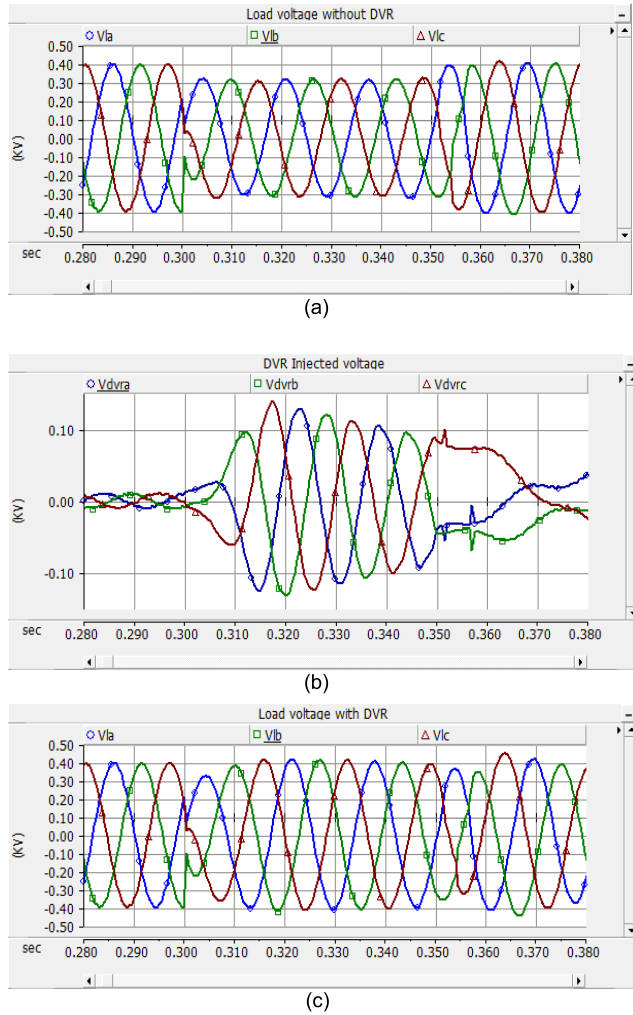 Load voltage without DVR
Vla Vlb Vlc
0.50
0.40
0.30
0.20
0.10
0.00
-0.10
-0.20
-0.30
-0.40
-0.50
(KV)
sec 0.280 0.290 0.300 0.310 0.320 0.330 0.340 0.350 0.360 0.370 0.380
(a)
DVR Injected voltage
Vdvra Vdvrb Vdvrc
0.10
0.00
-0.10
(KV)
sec 0.280 0.290 0.300 0.310 0.320 0.330 0.340 0.350 0.360 0.370 0.380
(b)
Load voltage with DVR
Vla Vlb Vlc
0.50
0.40
0.30
0.20
0.10
0.00
-0.10
-0.20
-0.30
-0.40
-0.50
(KV)
sec 0.280 0.290 0.300 0.310 0.320 0.330 0.340 0.350 0.360 0.370 0.380
(c)